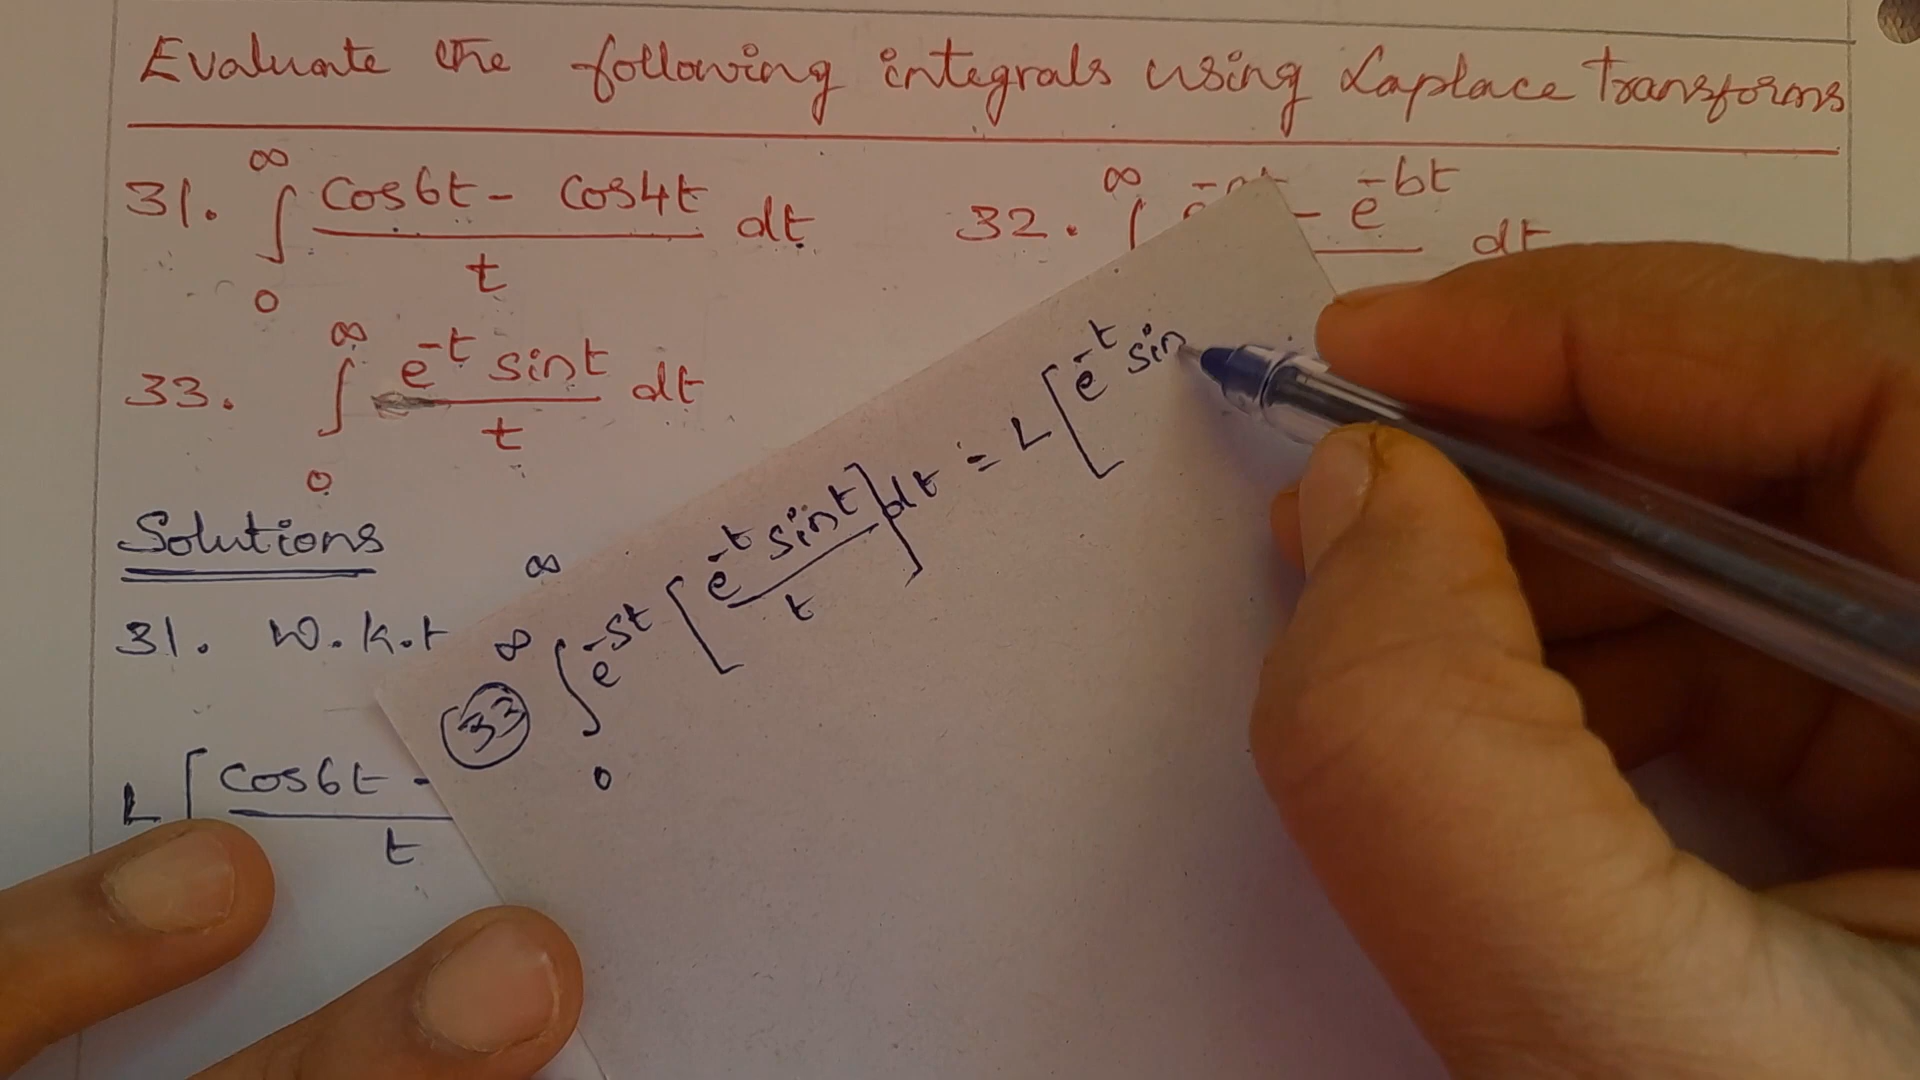 Evaluate the following integrals using Laplace Transforms
31. ∫₀^∞ (cos6t - cos4t)/t dt
32. ∫ - e^-bt dt
33. ∫₀^∞ (e^-t sint)/t dt
Solutions
31. W.k.t
L[cos6t - / t
∞
(33) ∫₀^∞ e^-st [e^-t sint / t] dt = L[e^-t sin